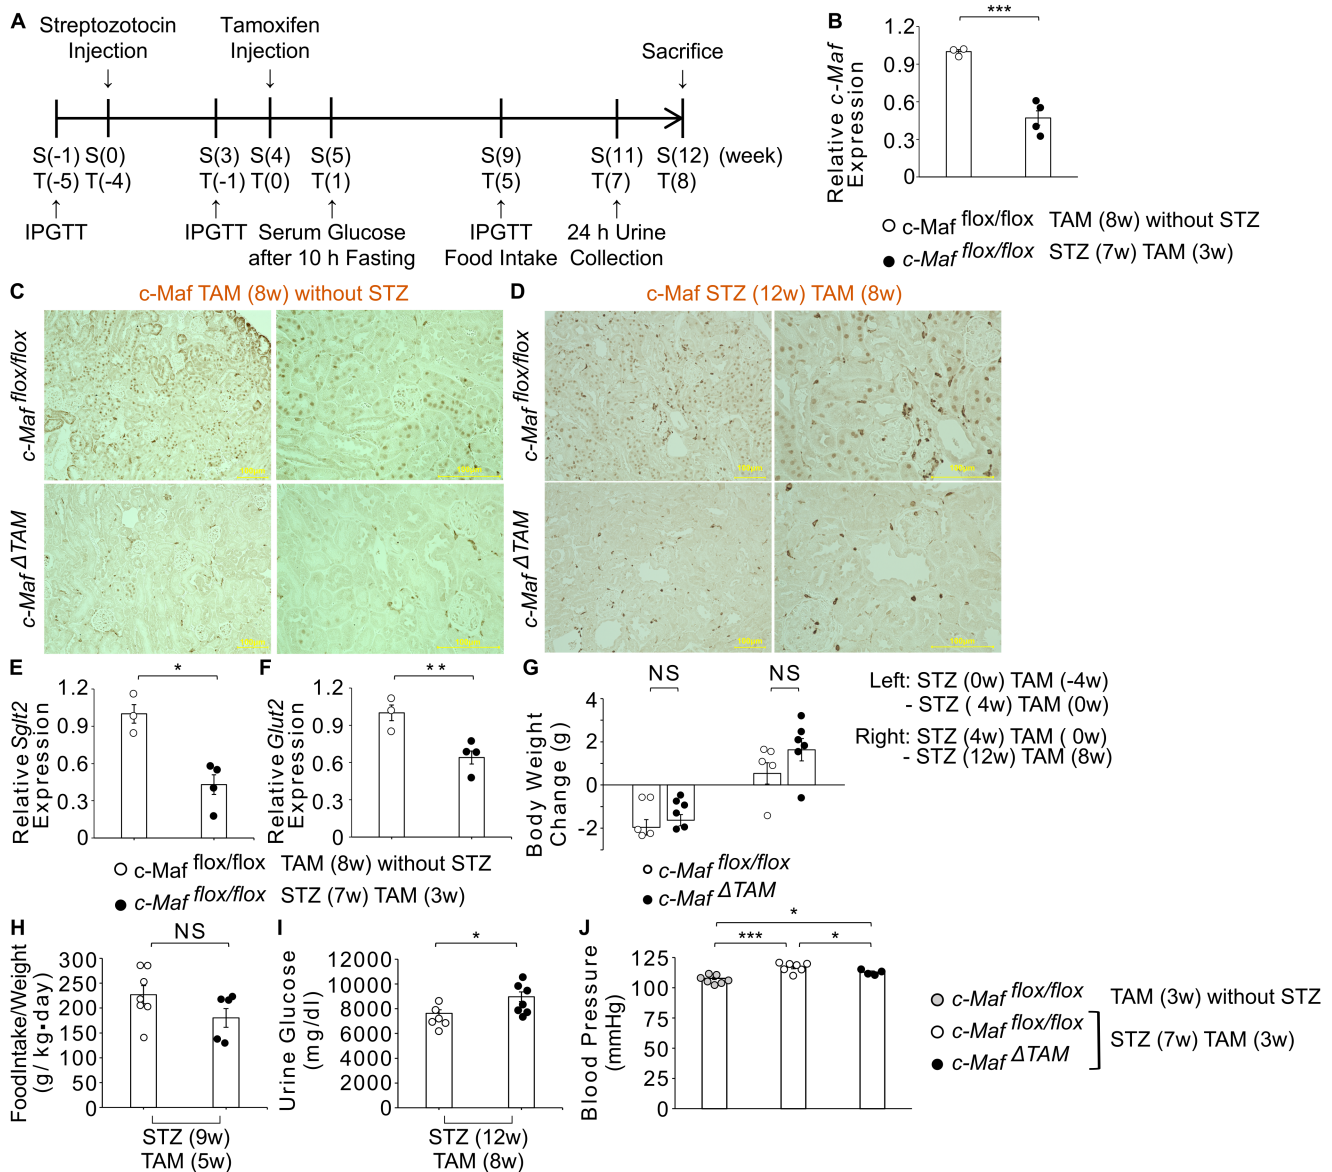 A
Streptozotocin
Injection
Tamoxifen
Injection
Sacrifice
S(-1) S(0) S(3) S(4) S(5) S(9) S(11) S(12) (week)
T(-5) T(-4) T(-1) T(0) T(1) T(5) T(7) T(8)
IPGTT
IPGTT
Serum Glucose
after 10 h Fasting
IPGTT
Food Intake
24 h Urine
Collection
B
***
Relative c-Maf
Expression
1.2
0.9
0.6
0.3
0
c-Maf flox/flox TAM (8w) without STZ
c-Maf flox/flox STZ (7w) TAM (3w)
C
c-Maf TAM (8w) without STZ
c-Maf flox/flox
c-Maf ΔTAM
100μm
100μm
100μm
100μm
D
c-Maf STZ (12w) TAM (8w)
c-Maf flox/flox
c-Maf ΔTAM
100μm
100μm
100μm
100μm
E
*
Relative Sglt2
Expression
1.2
0.9
0.6
0.3
0
F
**
Relative Glut2
Expression
1.2
0.9
0.6
0.3
0
c-Maf flox/flox TAM (8w) without STZ
c-Maf flox/flox STZ (7w) TAM (3w)
G
NS
NS
Body Weight
Change (g)
4
2
0
-2
Left: STZ (0w) TAM (-4w)
- STZ ( 4w) TAM (0w)
Right: STZ (4w) TAM ( 0w)
- STZ (12w) TAM (8w)
c-Maf flox/flox
c-Maf ΔTAM
H
NS
FoodIntake/Weight
(g/ kg▪day)
300
250
200
150
100
50
0
STZ (9w)
TAM (5w)
I
*
Urine Glucose
(mg/dl)
12000
10000
8000
6000
4000
2000
0
STZ (12w)
TAM (8w)
J
*
***
*
Blood Pressure
(mmHg)
125
100
75
50
25
0
c-Maf flox/flox TAM (3w) without STZ
c-Maf flox/flox
c-Maf ΔTAM
STZ (7w) TAM (3w)